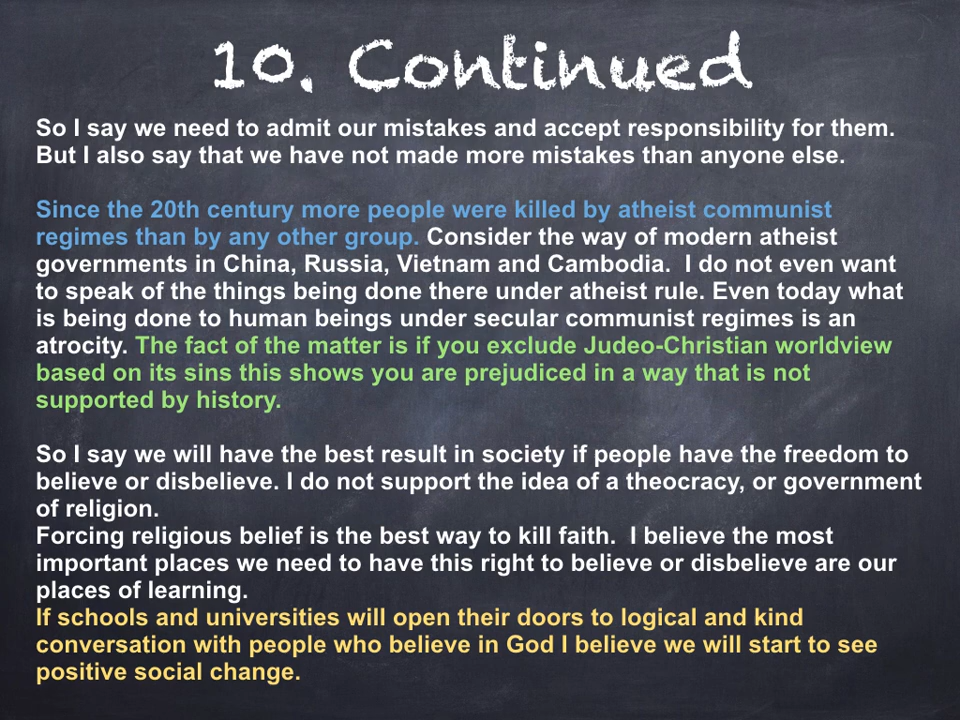 10. Continued
So I say we need to admit our mistakes and accept responsibility for them.
But I also say that we have not made more mistakes than anyone else.
Since the 20th century more people were killed by atheist communist
regimes than by any other group. Consider the way of modern atheist
governments in China, Russia, Vietnam and Cambodia.  I do not even want
to speak of the things being done there under atheist rule. Even today what
is being done to human beings under secular communist regimes is an
atrocity. The fact of the matter is if you exclude Judeo-Christian worldview
based on its sins this shows you are prejudiced in a way that is not
supported by history.
So I say we will have the best result in society if people have the freedom to
believe or disbelieve. I do not support the idea of a theocracy, or government
of religion.
Forcing religious belief is the best way to kill faith.  I believe the most
important places we need to have this right to believe or disbelieve are our
places of learning.
If schools and universities will open their doors to logical and kind
conversation with people who believe in God I believe we will start to see
positive social change.